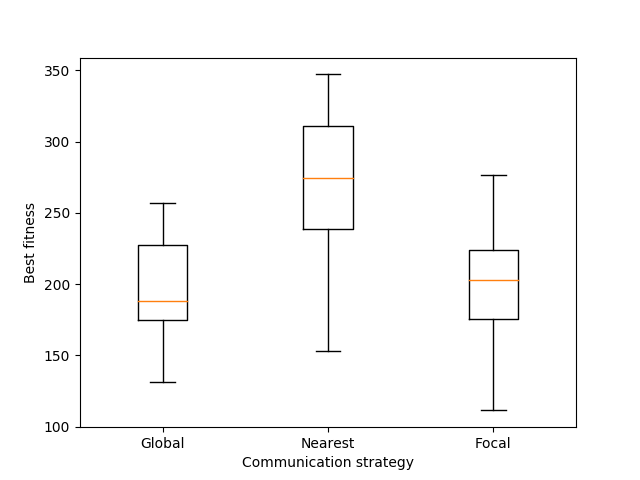 350
300
250
200
150
100
Best fitness
Global
Nearest
Focal
Communication strategy